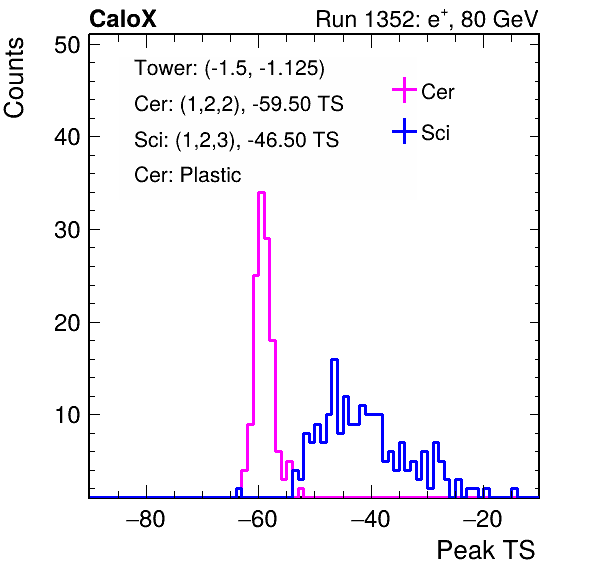 CaloX Run 1352: e⁺, 80 GeV
Counts
Tower: (-1.5, -1.125)
Cer: (1,2,2), -59.50 TS
Sci: (1,2,3), -46.50 TS
Cer: Plastic
Cer
Sci
50
40
30
20
10
−80 −60 −40 −20
Peak TS